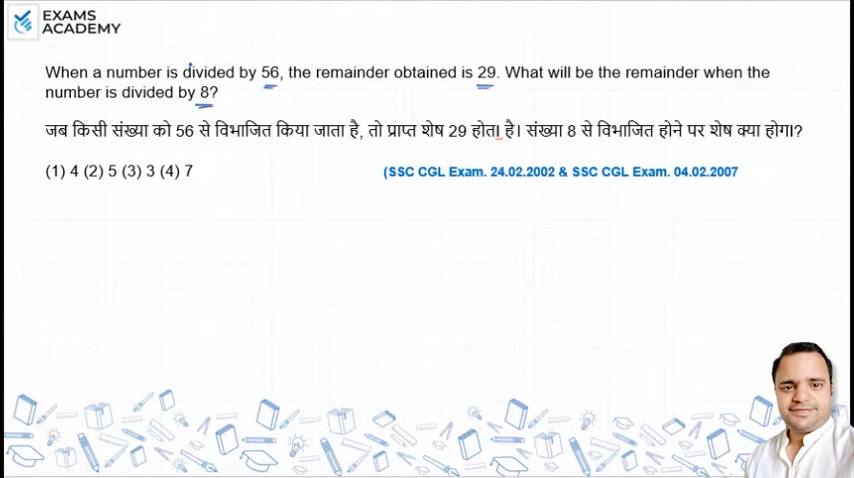 EXAMS
ACADEMY
When a number is divided by 56, the remainder obtained is 29. What will be the remainder when the
number is divided by 8?
जब किसी संख्या को 56 से विभाजित किया जाता है, तो प्राप्त शेष 29 होता है। संख्या 8 से विभाजित होने पर शेष क्या होगा?
(1) 4 (2) 5 (3) 3 (4) 7
(SSC CGL Exam. 24.02.2002 & SSC CGL Exam. 04.02.2007